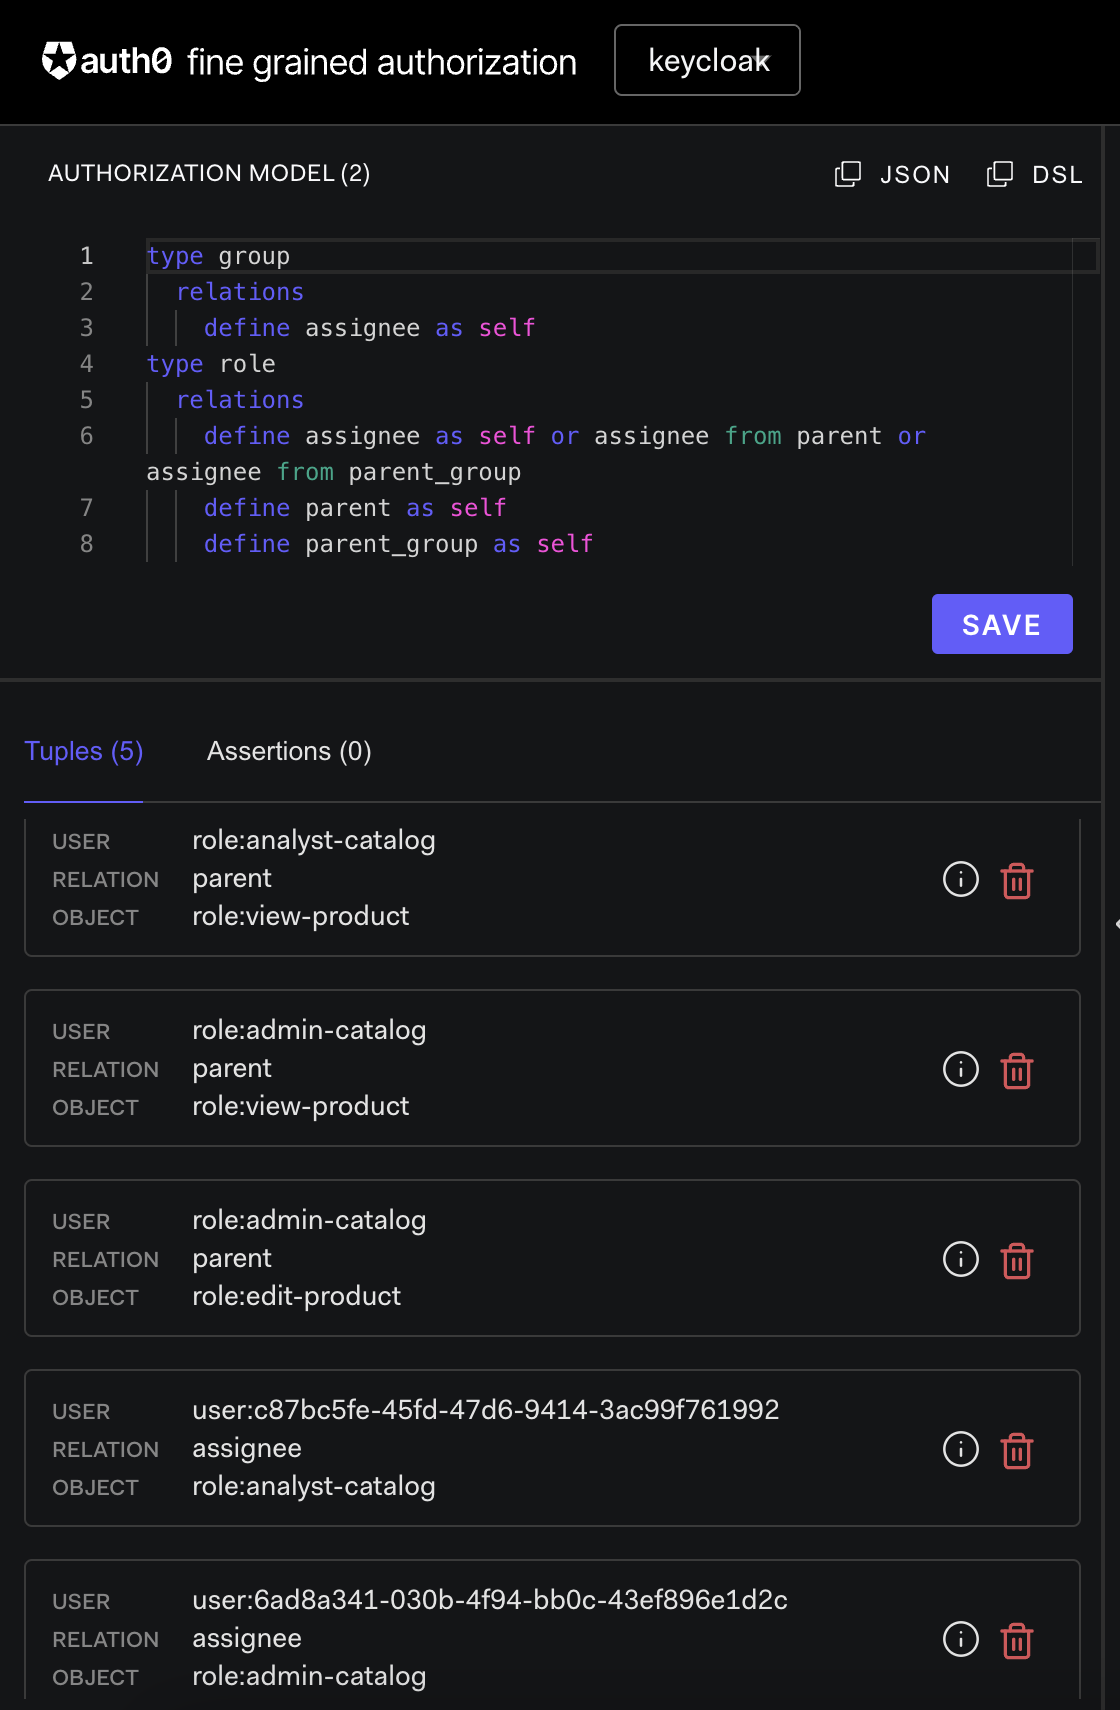 auth0 fine grained authorization keycloak
AUTHORIZATION MODEL (2) JSON DSL
1 type group
2 relations
3 define assignee as self
4 type role
5 relations
6 define assignee as self or assignee from parent or
assignee from parent_group
7 define parent as self
8 define parent_group as self
SAVE
Tuples (5) Assertions (0)
USER role:analyst-catalog
RELATION parent
OBJECT role:view-product
USER role:admin-catalog
RELATION parent
OBJECT role:view-product
USER role:admin-catalog
RELATION parent
OBJECT role:edit-product
USER user:c87bc5fe-45fd-47d6-9414-3ac99f761992
RELATION assignee
OBJECT role:analyst-catalog
USER user:6ad8a341-030b-4f94-bb0c-43ef896e1d2c
RELATION assignee
OBJECT role:admin-catalog